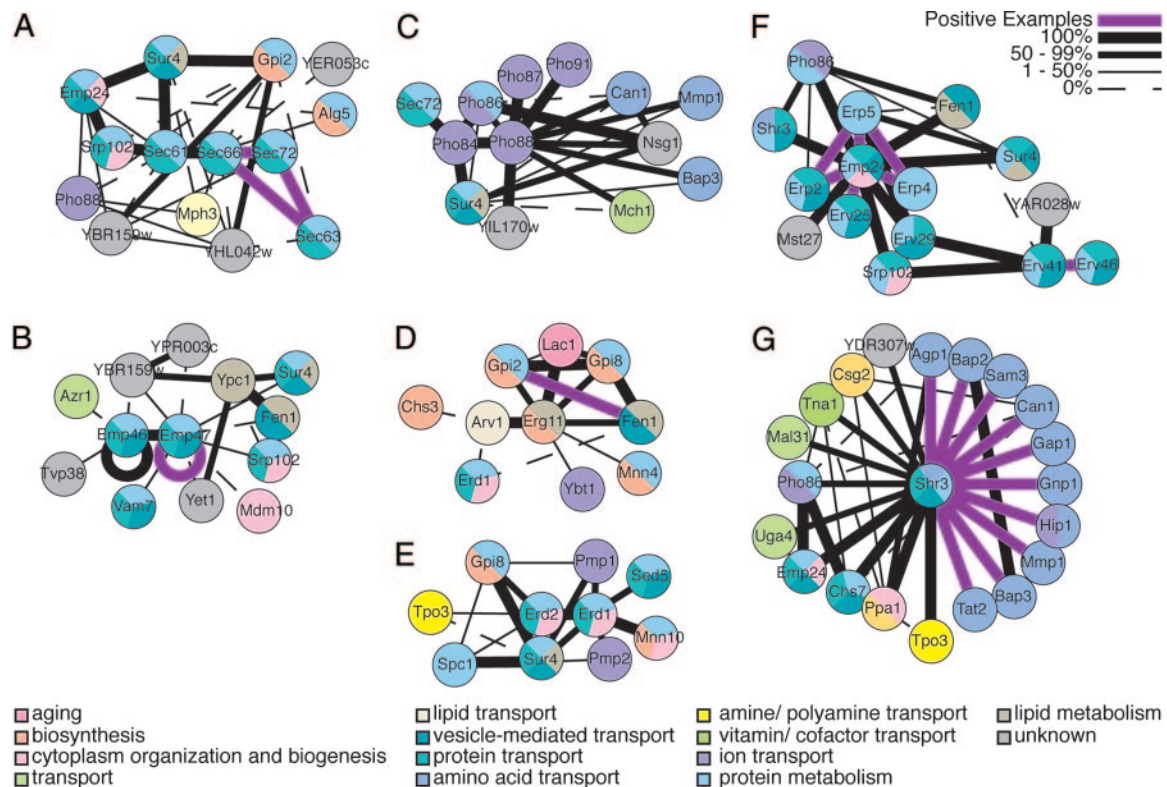 A
Sur4
Gpi2
YER053c
Emp24
Alg5
Srp102
Sec61
Sec66
Sec72
Pho88
Mph3
YBR159w
YHL042w
Sec63
C
Pho87
Pho91
Sec72
Pho86
Can1
Mmp1
Pho84
Pho88
Nsg1
Bap3
Sur4
Mch1
YIL170w
F
Positive Examples
100%
50 - 99%
1 - 50%
0%
Pho86
Erp5
Fen1
Shr3
Emp24
Sur4
Erp2
Erp4
Erv25
YAR028w
Mst27
Erv29
Srp102
Erv41
Erv46
B
YPR003c
YBR159w
Ypc1
Sur4
Azr1
Fen1
Emp46
Emp47
Srp102
Tvp38
Yet1
Vam7
Mdm10
D
Lac1
Gpi2
Gpi8
Chs3
Arv1
Erg11
Fen1
Erd1
Mnn4
Ybt1
E
Gpi8
Pmp1
Sed5
Tpo3
Erd2
Erd1
Mnn10
Spc1
Sur4
Pmp2
G
YDR307w
Agp1
Bap2
Csg2
Sam3
Tna1
Can1
Mal31
Gap1
Pho86
Shr3
Gnp1
Uga4
Hip1
Emp24
Mmp1
Chs7
Bap3
Ppa1
Tat2
Tpo3
aging
biosynthesis
cytoplasm organization and biogenesis
transport
lipid transport
vesicle-mediated transport
protein transport
amino acid transport
amine/ polyamine transport
vitamin/ cofactor transport
ion transport
protein metabolism
lipid metabolism
unknown